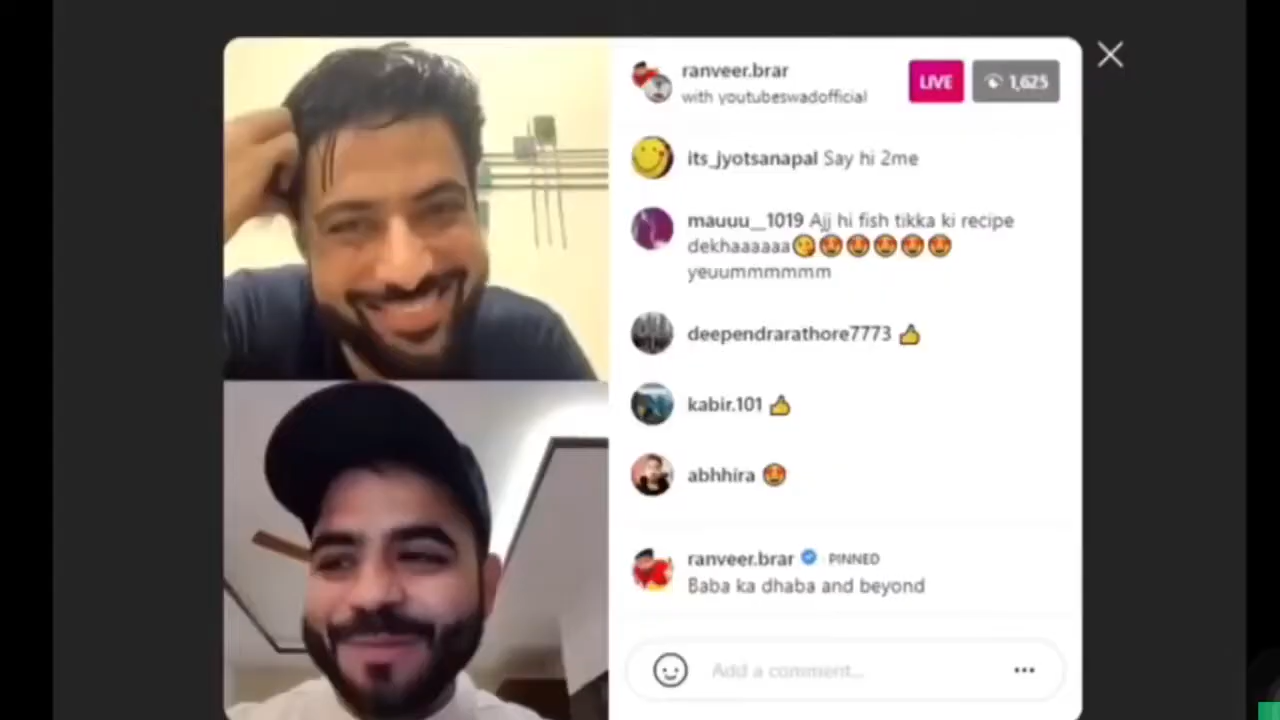 ranveer.brar
with youtubeswadofficial
LIVE
1,625
its_jyotsanapal Say hi 2me
mauuu__1019 Ajj hi fish tikka ki recipe
dekhaaaaaa😘🤩🤩🤩🤩🤩
yeuummmmmm
deependrarathore7773 👍
kabir.101 👍
abhhira 🤩
ranveer.brar PINNED
Baba ka dhaba and beyond
Add a comment...